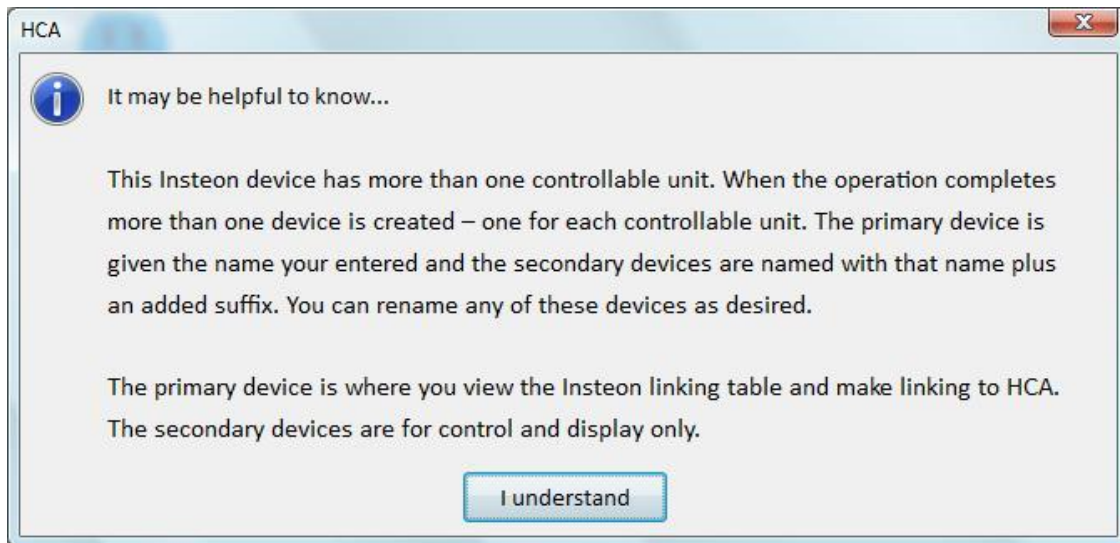 HCA
It may be helpful to know...
This Insteon device has more than one controllable unit. When the operation completes
more than one device is created – one for each controllable unit. The primary device is
given the name your entered and the secondary devices are named with that name plus
an added suffix. You can rename any of these devices as desired.
The primary device is where you view the Insteon linking table and make linking to HCA.
The secondary devices are for control and display only.
I understand